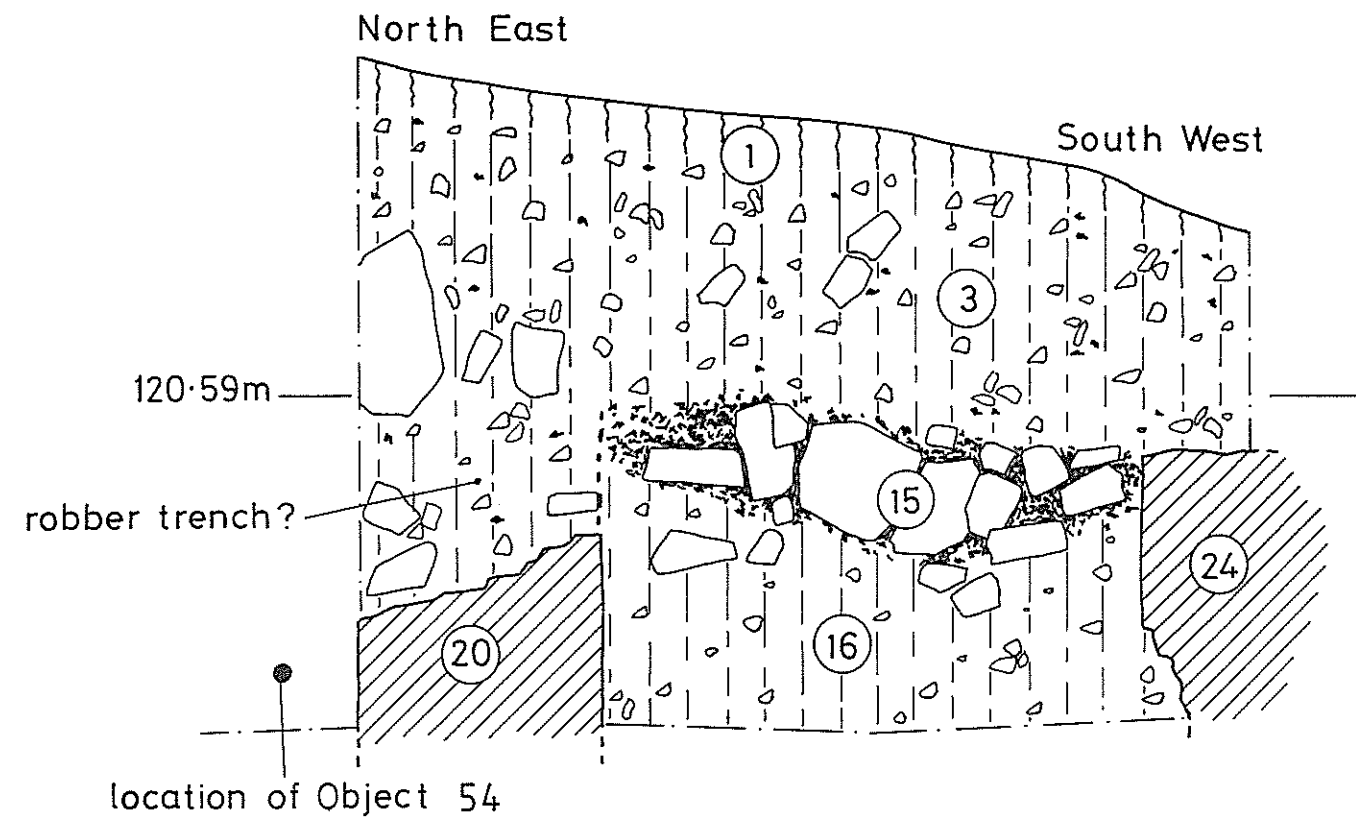 North East
South West
1
3
120·59m
robber trench?
15
24
20
16
location of Object 54